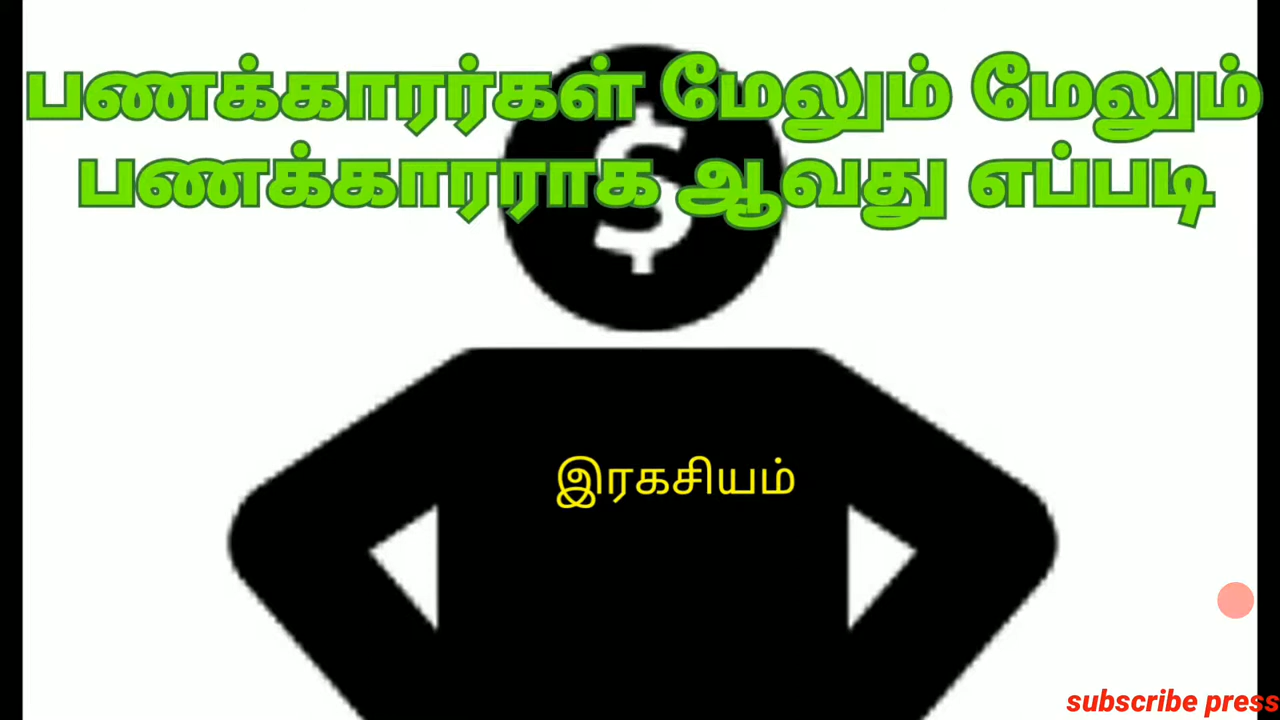 பணக்காரர்கள் மேலும் மேலும்
பணக்காரராக ஆவது எப்படி
$
இரகசியம்
subscribe press